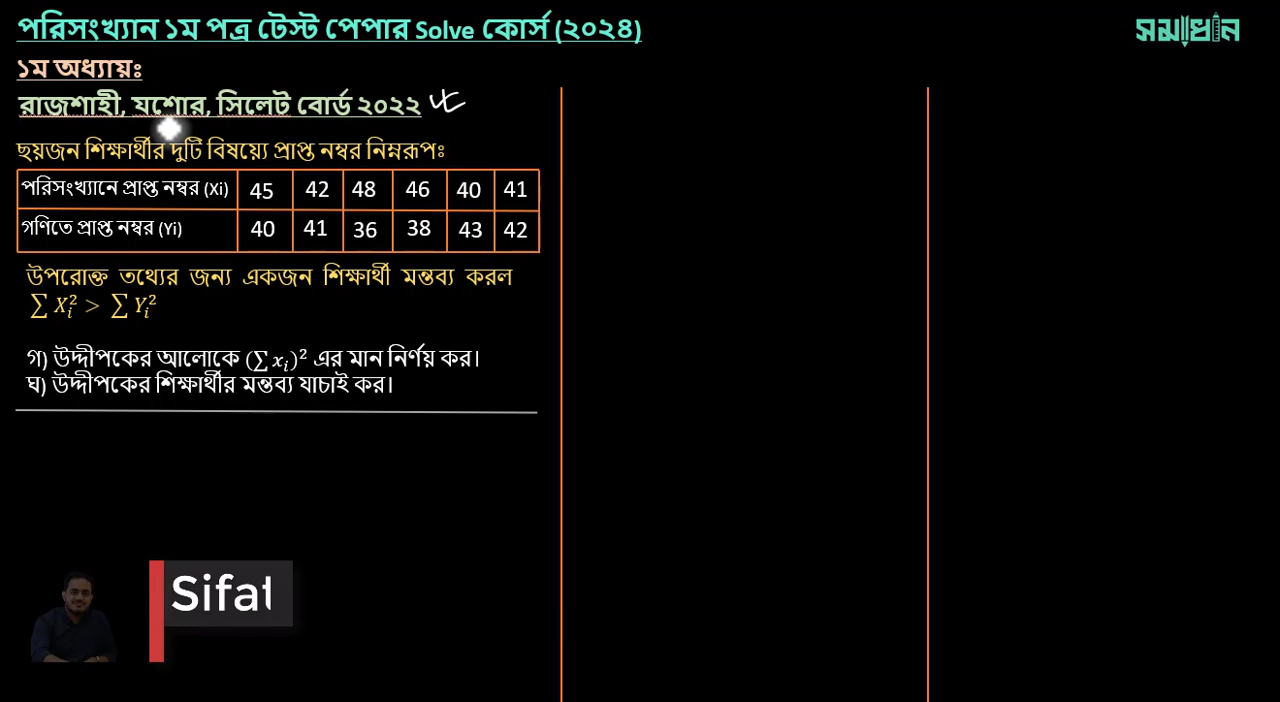 পরিসংখ্যান ১ম পত্র টেস্ট পেপার Solve কোর্স (২০২৪)
সমাধান
১ম অধ্যায়ঃ
রাজশাহী, যশোর, সিলেট বোর্ড ২০২২
ছয়জন শিক্ষার্থীর দুটি বিষয়্যে প্রাপ্ত নম্বর নিম্নরূপঃ
পরিসংখ্যানে প্রাপ্ত নম্বর (Xi) 45 42 48 46 40 41
গণিতে প্রাপ্ত নম্বর (Yi) 40 41 36 38 43 42
উপরোক্ত তথ্যের জন্য একজন শিক্ষার্থী মন্তব্য করল
∑ Xᵢ² > ∑ Yᵢ²
গ) উদ্দীপকের আলোকে (∑ xᵢ)² এর মান নির্ণয় কর।
ঘ) উদ্দীপকের শিক্ষার্থীর মন্তব্য যাচাই কর।
Sifat